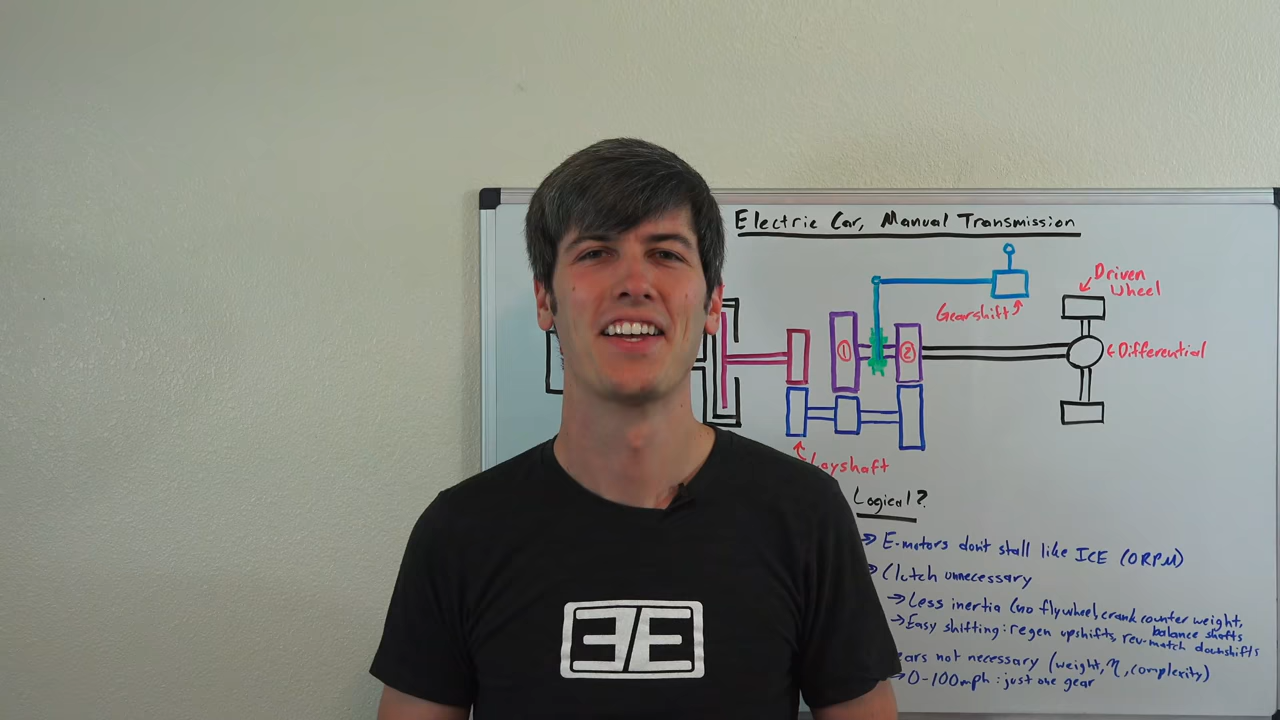 Electric Car, Manual Transmission
Driven
Wheel
Gearshift
Differential
① ②
Layshaft
Logical?
→ E-motors don't stall like ICE (0RPM)
→ Clutch unnecessary
→ Less inertia (no flywheel, crank counter weight,
balance shafts
→ Easy shifting: regen upshifts, rev-match downshifts
ears not necessary (weight, η, complexity)
→ 0-100mph: just one gear
EE